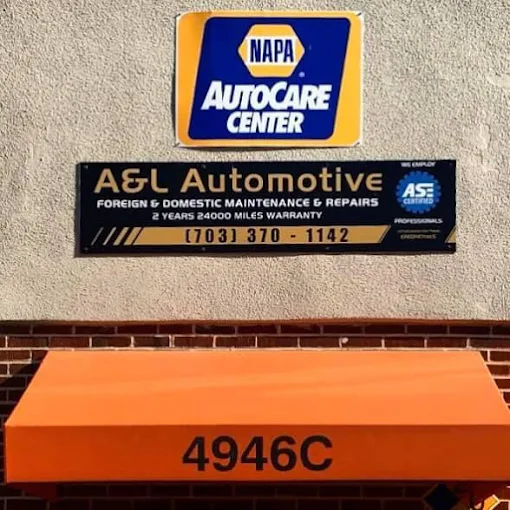 NAPA
AUTOCARE
CENTER
A&L Automotive
FOREIGN & DOMESTIC MAINTENANCE & REPAIRS
2 YEARS 24000 MILES WARRANTY
(703) 370 - 1142
WE EMPLOY
ASE
CERTIFIED
PROFESSIONALS
4946C